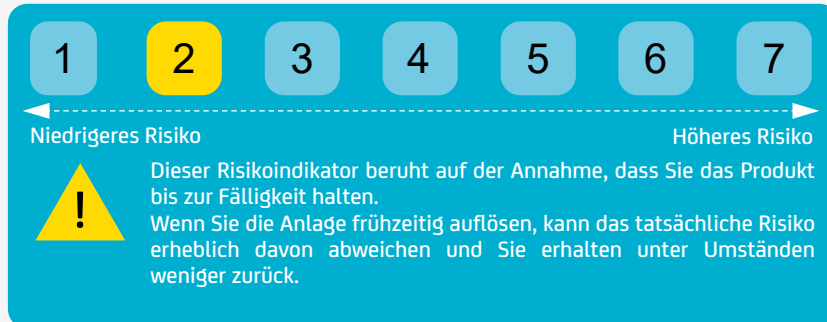 1 2 3 4 5 6 7
Niedrigeres Risiko Höheres Risiko
! Dieser Risikoindikator beruht auf der Annahme, dass Sie das Produkt
bis zur Fälligkeit halten.
Wenn Sie die Anlage frühzeitig auflösen, kann das tatsächliche Risiko
erheblich davon abweichen und Sie erhalten unter Umständen
weniger zurück.